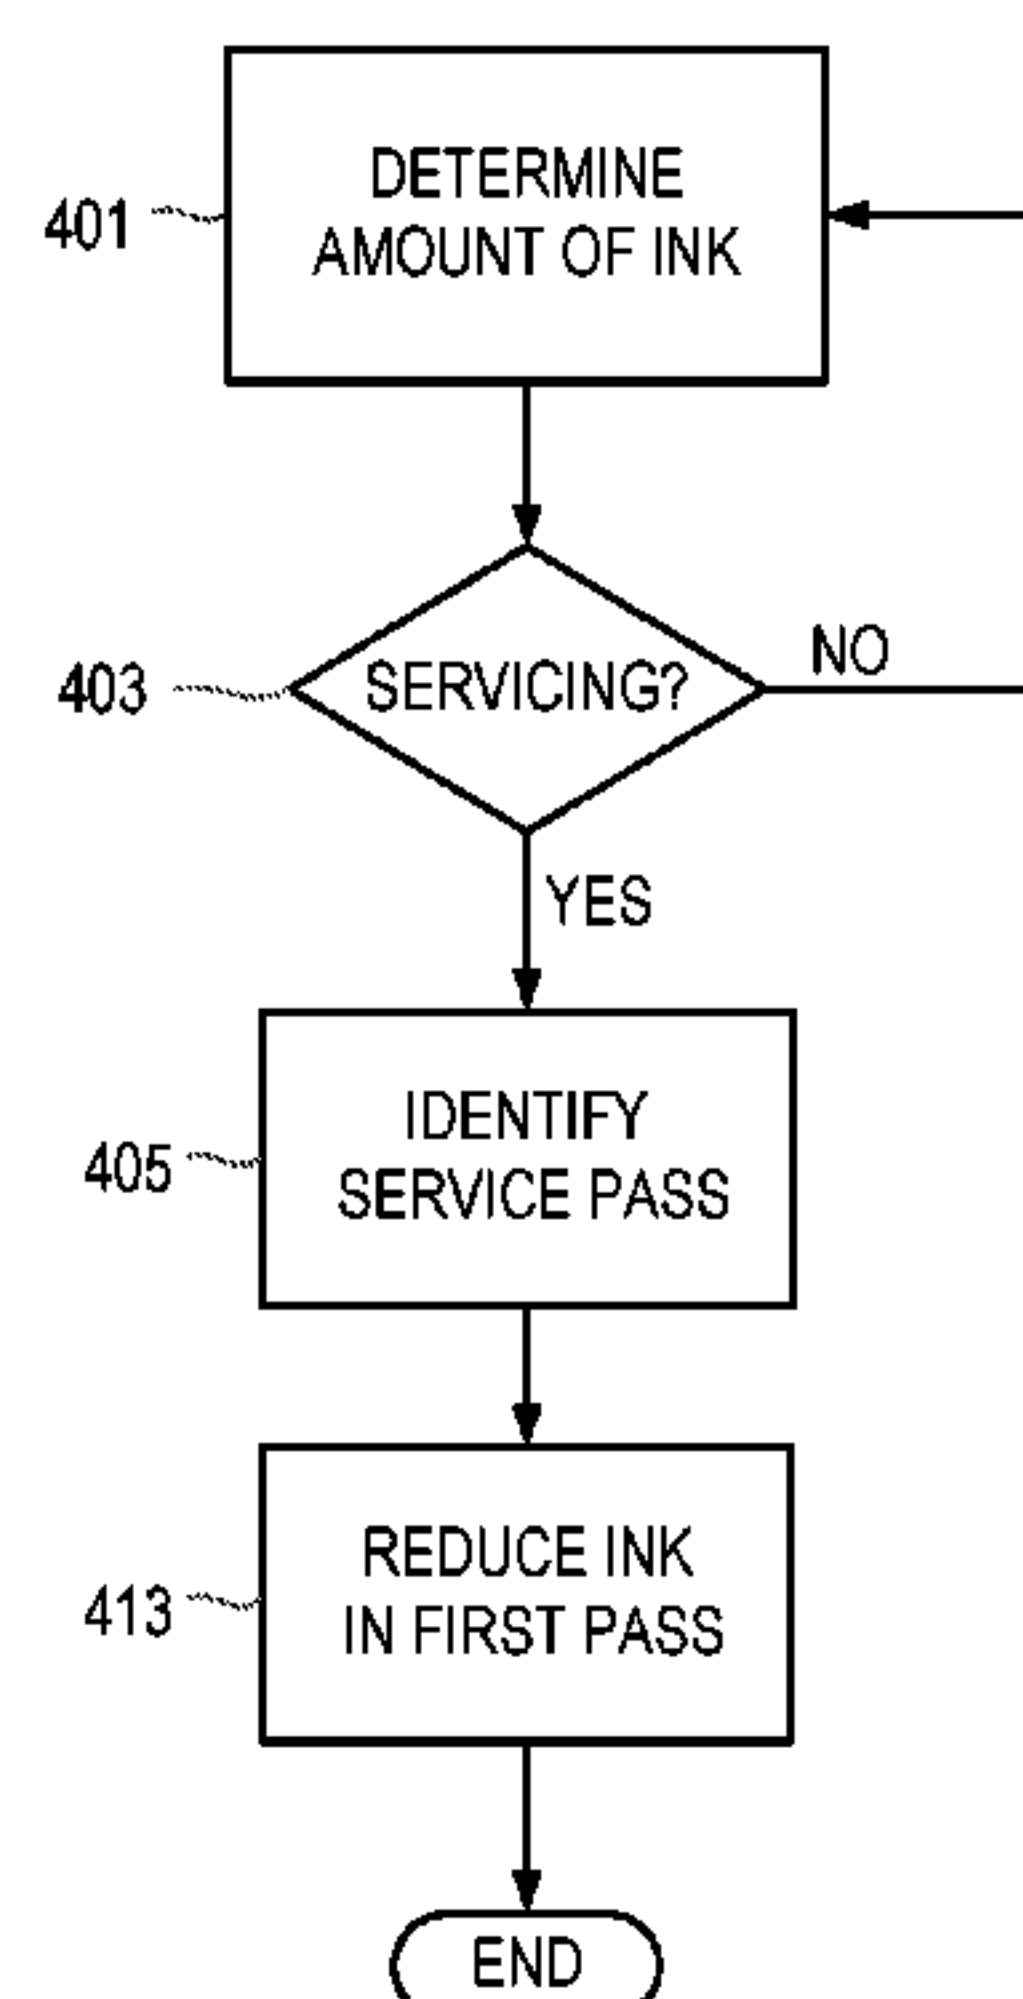 DETERMINE
AMOUNT OF INK
401
SERVICING?
403
NO
YES
IDENTIFY
SERVICE PASS
405
REDUCE INK
IN FIRST PASS
413
END